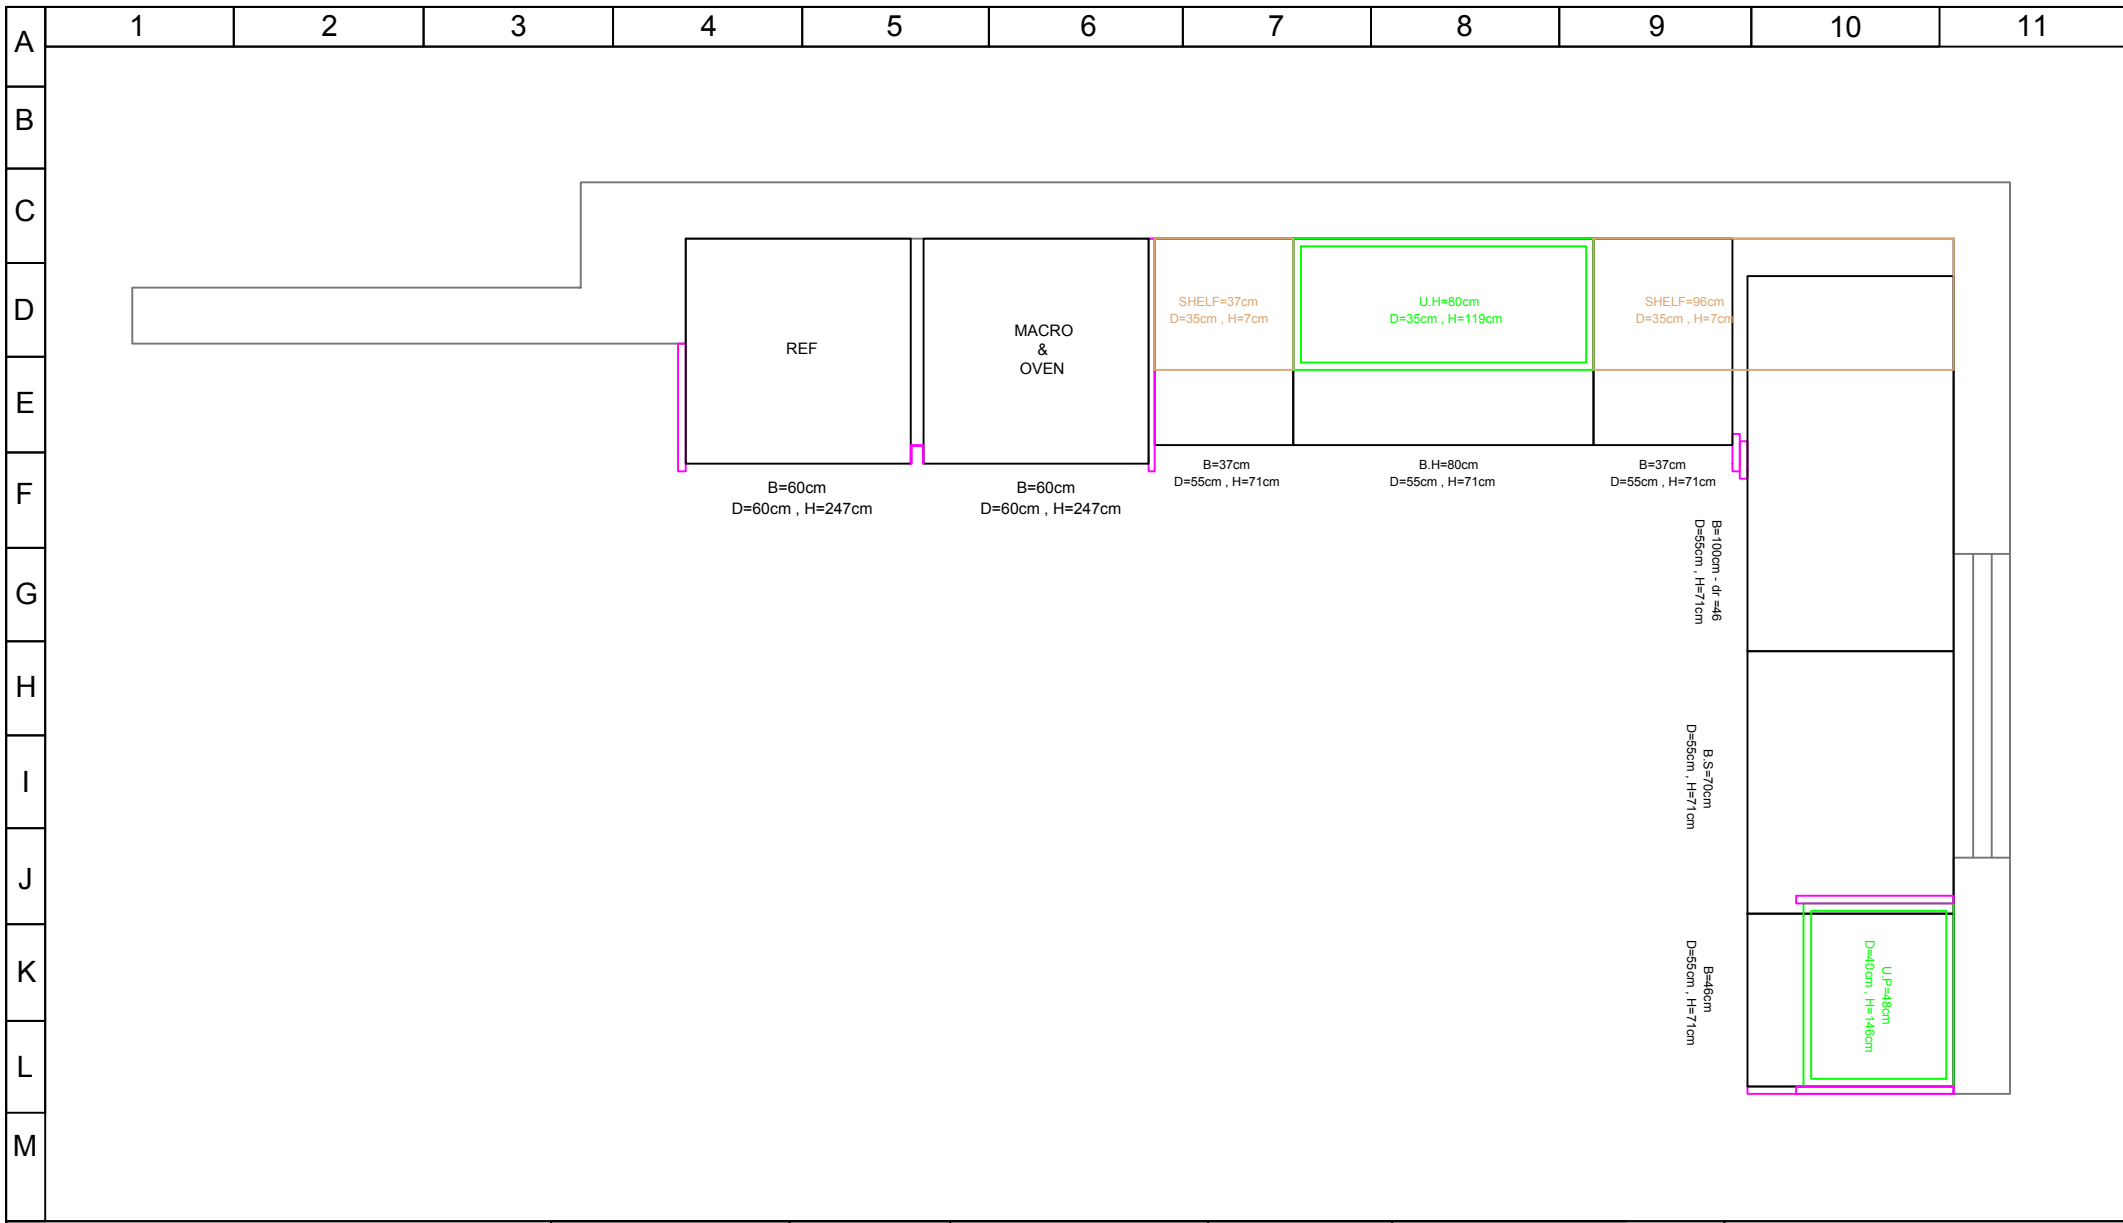 1 2 3 4 5 6 7 8 9 10 11
A
B
C
D
E
F
G
H
I
J
K
L
M
REF
MACRO
&
OVEN
SHELF=37cm
D=35cm , H=7cm
U.H=80cm
D=35cm , H=119cm
SHELF=96cm
D=35cm , H=7cm
B=60cm
D=60cm , H=247cm
B=60cm
D=60cm , H=247cm
B=37cm
D=55cm , H=71cm
B.H=80cm
D=55cm , H=71cm
B=37cm
D=55cm , H=71cm
B=100cm - dr =46
D=55cm , H=71cm
B.S=70cm
D=55cm , H=71cm
B=46cm
D=55cm , H=71cm
U.P=48cm
D=40cm , H=146cm